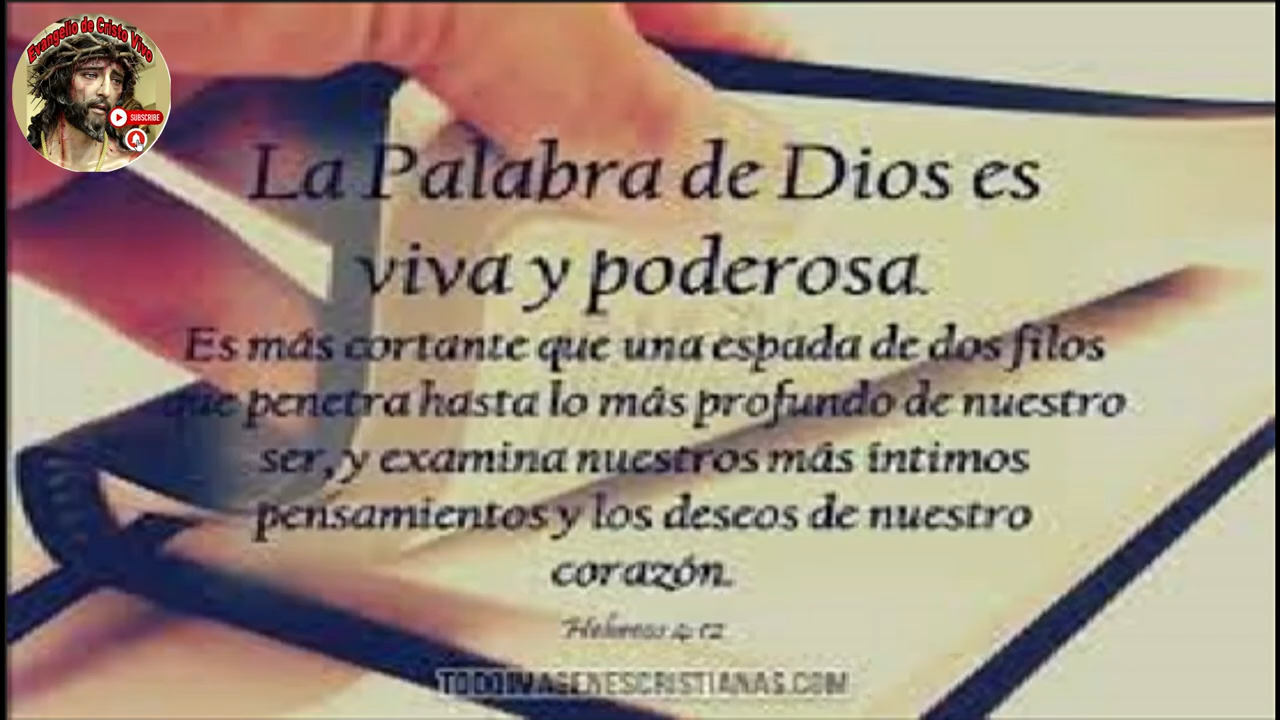 Evangelio de Cristo Vivo
SUBSCRIBE
La Palabra de Dios es
viva y poderosa.
Es más cortante que una espada de dos filos
que penetra hasta lo más profundo de nuestro
ser, y examina nuestros más íntimos
pensamientos y los deseos de nuestro
corazón.
Hebreos 4:12
TODOIMAGENESCRISTIANAS.COM